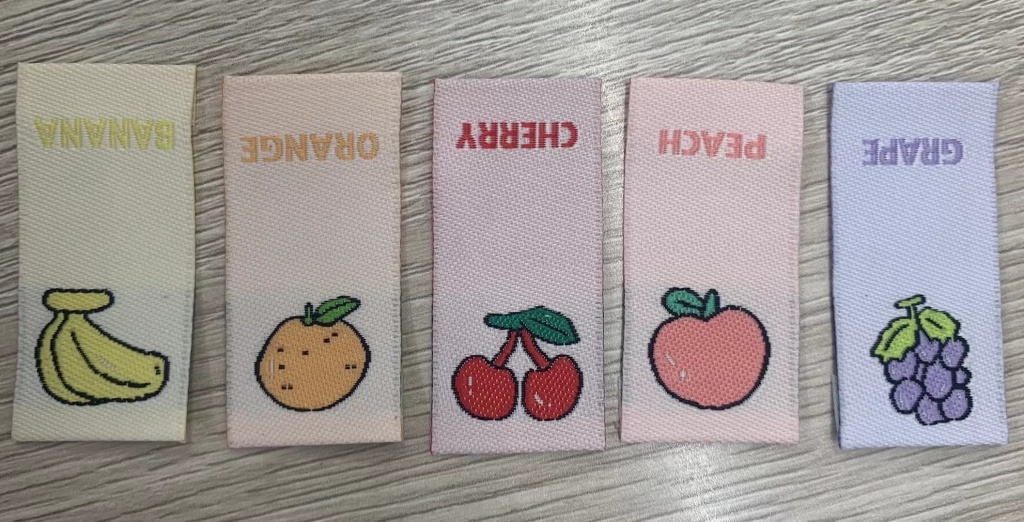 BANANA
ORANGE
CHERRY
PEACH
GRAPE